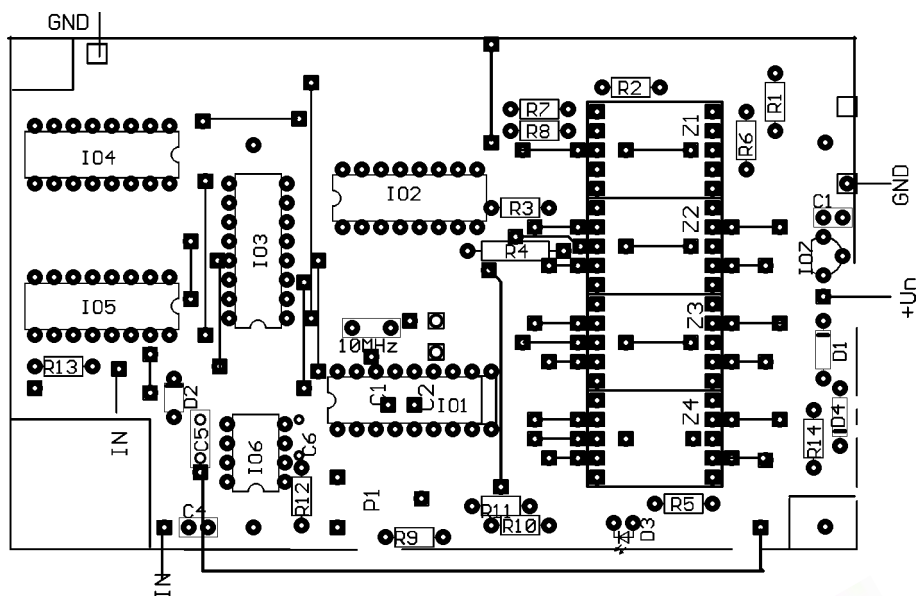 GND
R2
R1
R7
R8
Z1
R6
IO4
IO2
GND
R3
C1
Z2
IO3
R4
IOZ
IO5
+Un
Z3
10MHz
D1
R13
D2
C1
C2
IO1
Z4
D4
IN
C5
IO6
C6
R14
R12
P1
R11
R5
C4
R10
R9
D3
IN